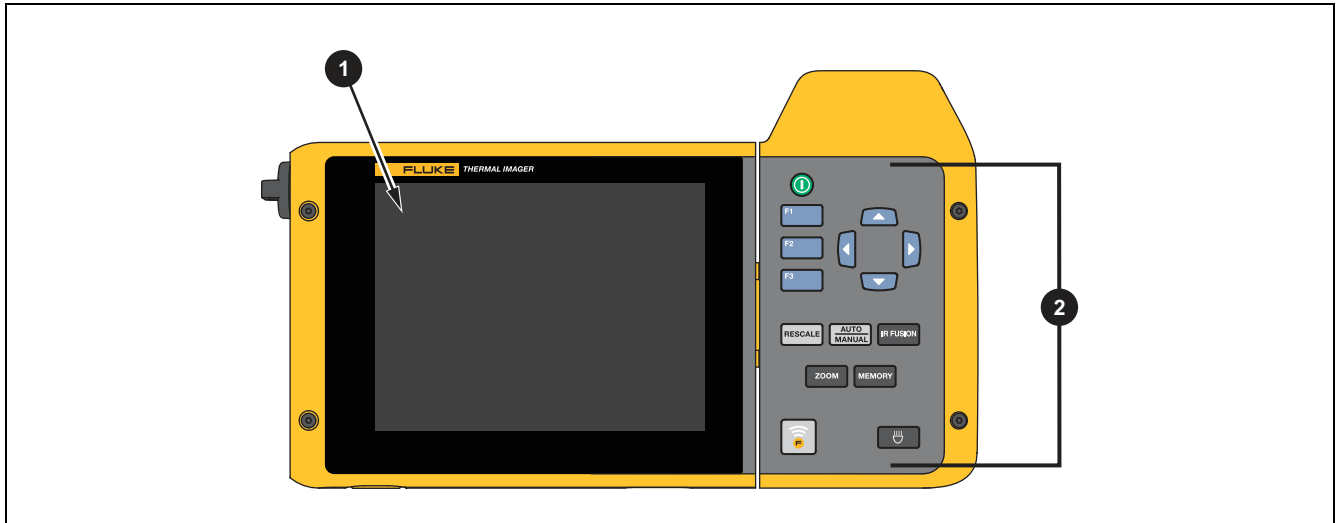 1
FLUKE THERMAL IMAGER
F1
F2
F3
2
RESCALE
AUTO
MANUAL
IR FUSION
ZOOM
MEMORY
F